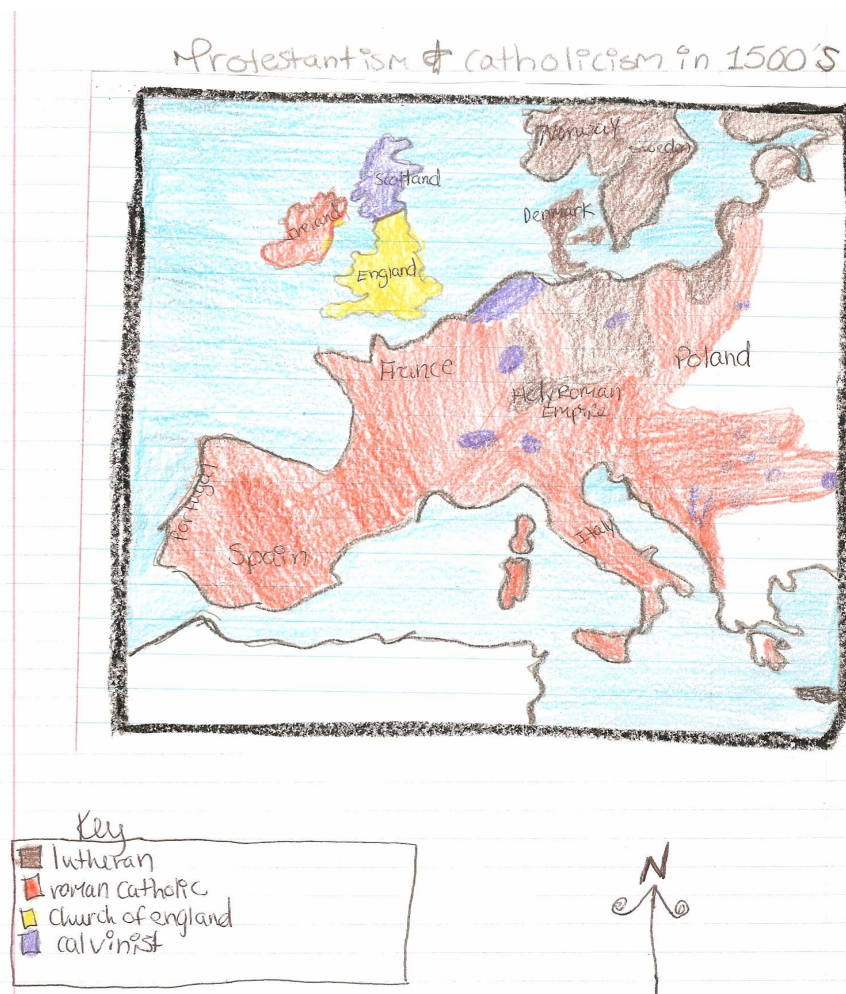 Protestantism & Catholicism in 1560's
Norway
Sweden
Scotland
Denmark
Ireland
England
France
Poland
Holy Roman
Empire
Portugal
Spain
Italy
Key
lutheran
roman catholic
church of england
calvinist
N